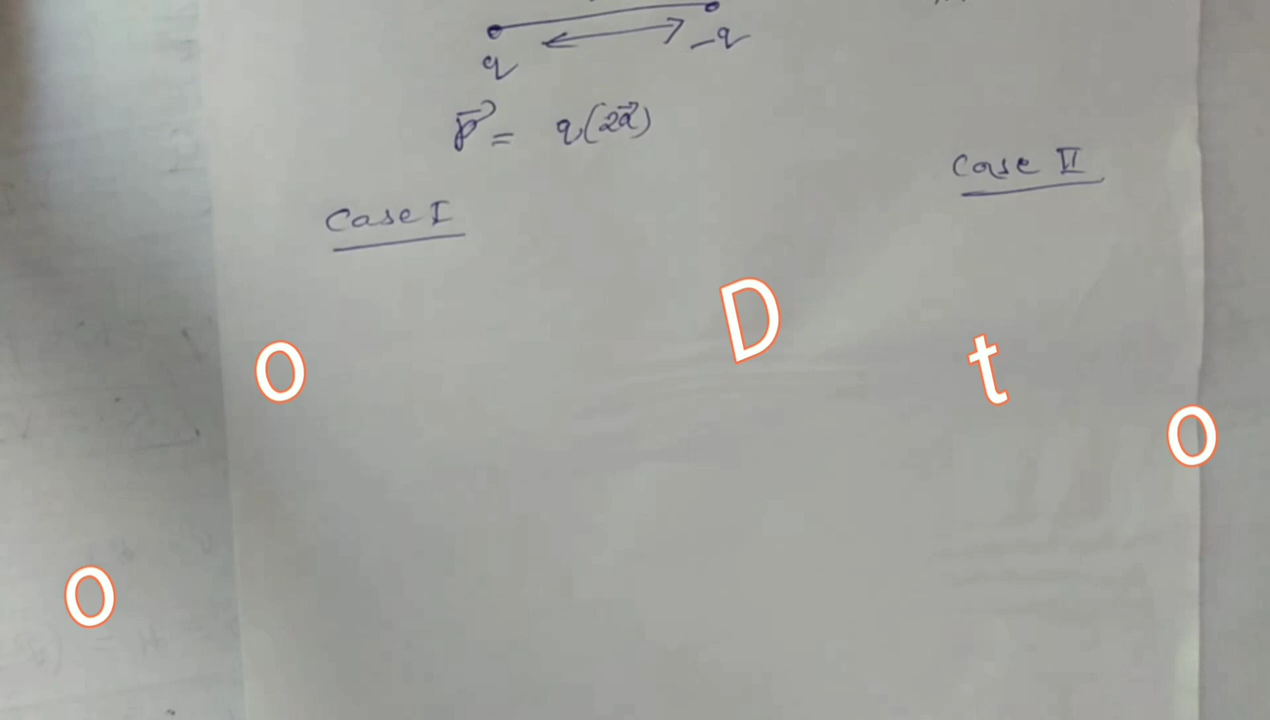 q -q
p⃗ = q(2a⃗)
Case I Case II
D
o t
o
o